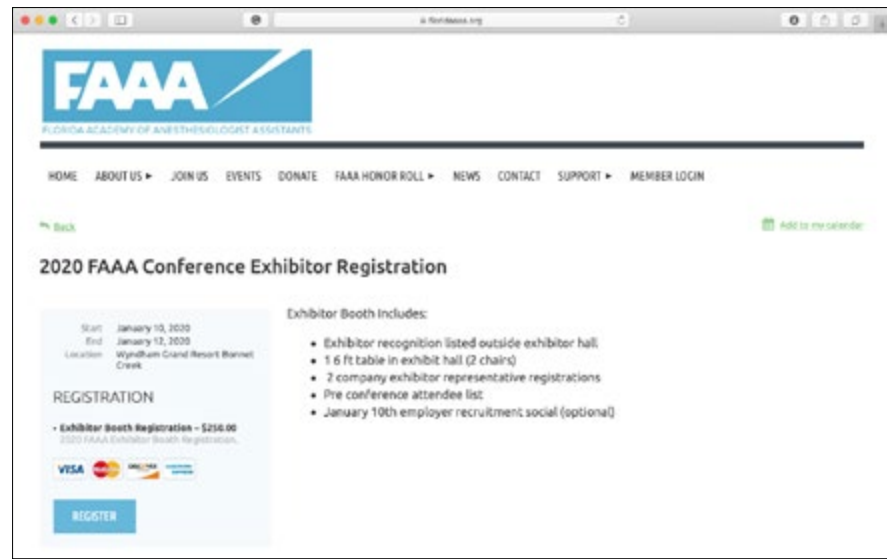 FAAA
FLORIDA ACADEMY OF ANESTHESIOLOGIST ASSISTANTS
HOME ABOUT US ▸ JOIN US EVENTS DONATE FAAA HONOR ROLL ▸ NEWS CONTACT SUPPORT ▸ MEMBER LOGIN
Back
Add to my calendar
2020 FAAA Conference Exhibitor Registration
Start January 10, 2020
End January 12, 2020
Location Wyndham Grand Resort Bonnet
Creek
REGISTRATION
• Exhibitor Booth Registration – $250.00
2020 FAAA Exhibitor Booth Registration.
VISA
REGISTER
Exhibitor Booth Includes:
• Exhibitor recognition listed outside exhibitor hall
• 1 6 ft table in exhibit hall (2 chairs)
• 2 company exhibitor representative registrations
• Pre conference attendee list
• January 10th employer recruitment social (optional)